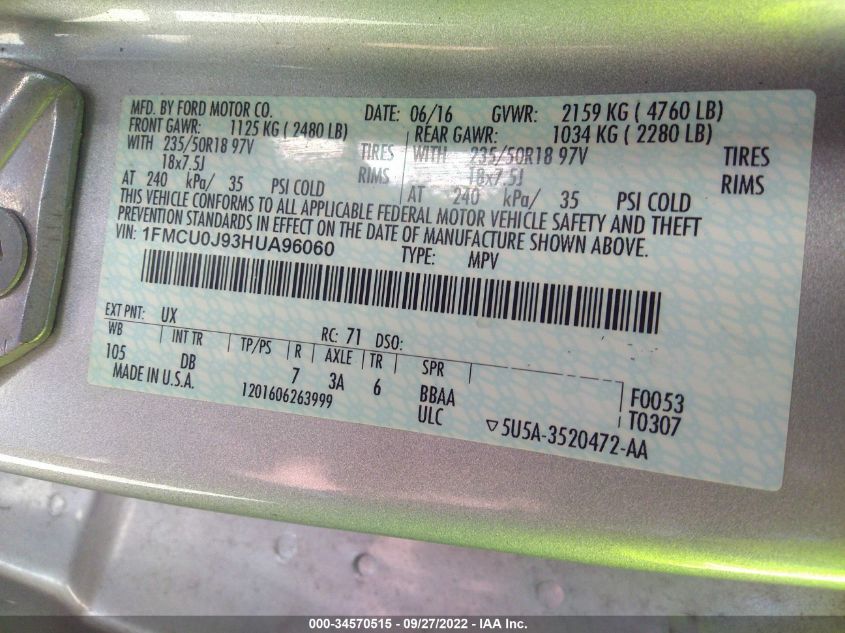 MFD. BY FORD MOTOR CO. DATE: 06/16 GVWR: 2159 KG ( 4760 LB)
FRONT GAWR: 1125 KG ( 2480 LB) REAR GAWR: 1034 KG ( 2280 LB)
WITH 235/50R18 97V TIRES WITH 235/50R18 97V TIRES
18x7.5J RIMS 18x7.5J RIMS
AT 240 kPa/ 35 PSI COLD AT 240 kPa/ 35 PSI COLD
THIS VEHICLE CONFORMS TO ALL APPLICABLE FEDERAL MOTOR VEHICLE SAFETY AND THEFT
PREVENTION STANDARDS IN EFFECT ON THE DATE OF MANUFACTURE SHOWN ABOVE.
VIN: 1FMCU0J93HUA96060 TYPE: MPV
EXT PNT: UX RC: 71 DSO:
WB INT TR TP/PS R AXLE TR SPR
105 DB 7 3A 6 BBAA F0053
MADE IN U.S.A. 1201606263999 ULC T0307
▽5U5A-3520472-AA
000-34570515 - 09/27/2022 - IAA Inc.